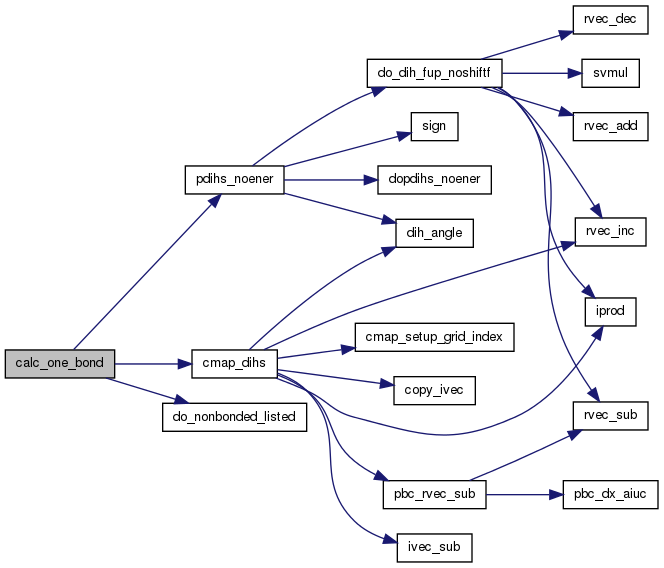 rvec_dec
do_dih_fup_noshiftf
svmul
sign
rvec_add
pdihs_noener
dopdihs_noener
dih_angle
rvec_inc
iprod
cmap_setup_grid_index
calc_one_bond
cmap_dihs
copy_ivec
do_nonbonded_listed
rvec_sub
pbc_rvec_sub
pbc_dx_aiuc
ivec_sub